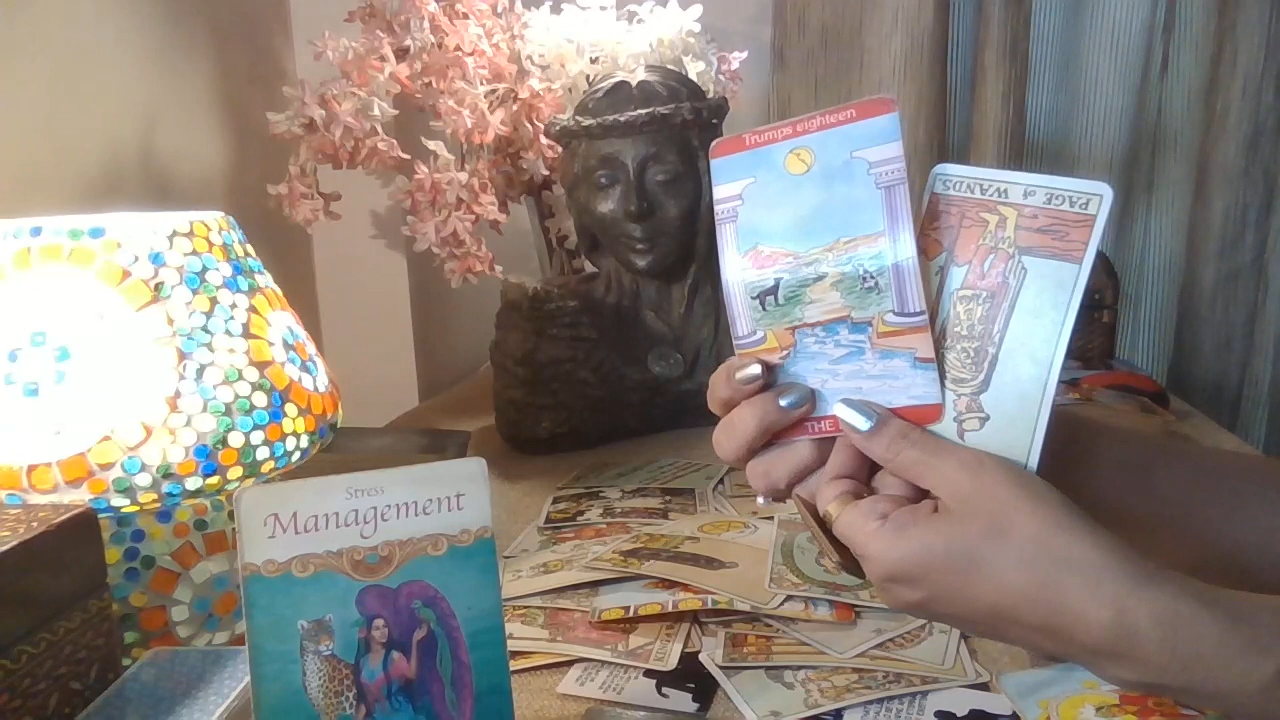 Trumps eighteen
THE
PAGE of WANDS.
Stress
Management